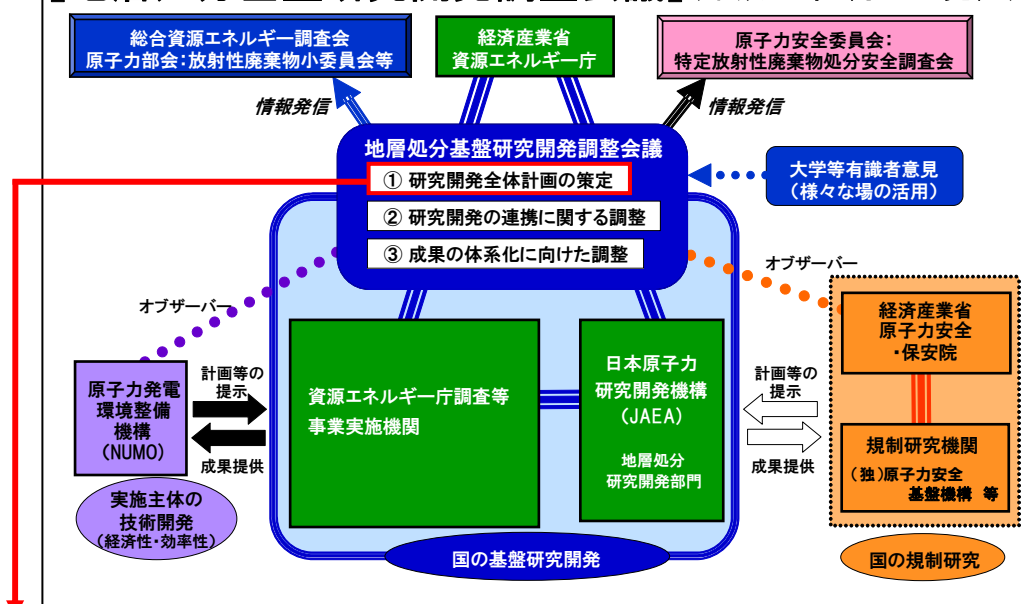 総合資源エネルギー調査会
原子力部会：放射性廃棄物小委員会等
経済産業省
資源エネルギー庁
原子力安全委員会：
特定放射性廃棄物処分安全調査会
情報発信
情報発信
地層処分基盤研究開発調整会議
① 研究開発全体計画の策定
② 研究開発の連携に関する調整
③ 成果の体系化に向けた調整
大学等有識者意見
（様々な場の活用）
オブザーバー
オブザーバー
原子力発電
環境整備
機構
（NUMO）
計画等の
提示
成果提供
実施主体の
技術開発
（経済性・効率性）
資源エネルギー庁調査等
事業実施機関
日本原子力
研究開発機構
（JAEA）
地層処分
研究開発部門
計画等の
提示
成果提供
経済産業省
原子力安全
・保安院
規制研究機関
（独）原子力安全
基盤機構 等
国の基盤研究開発
国の規制研究